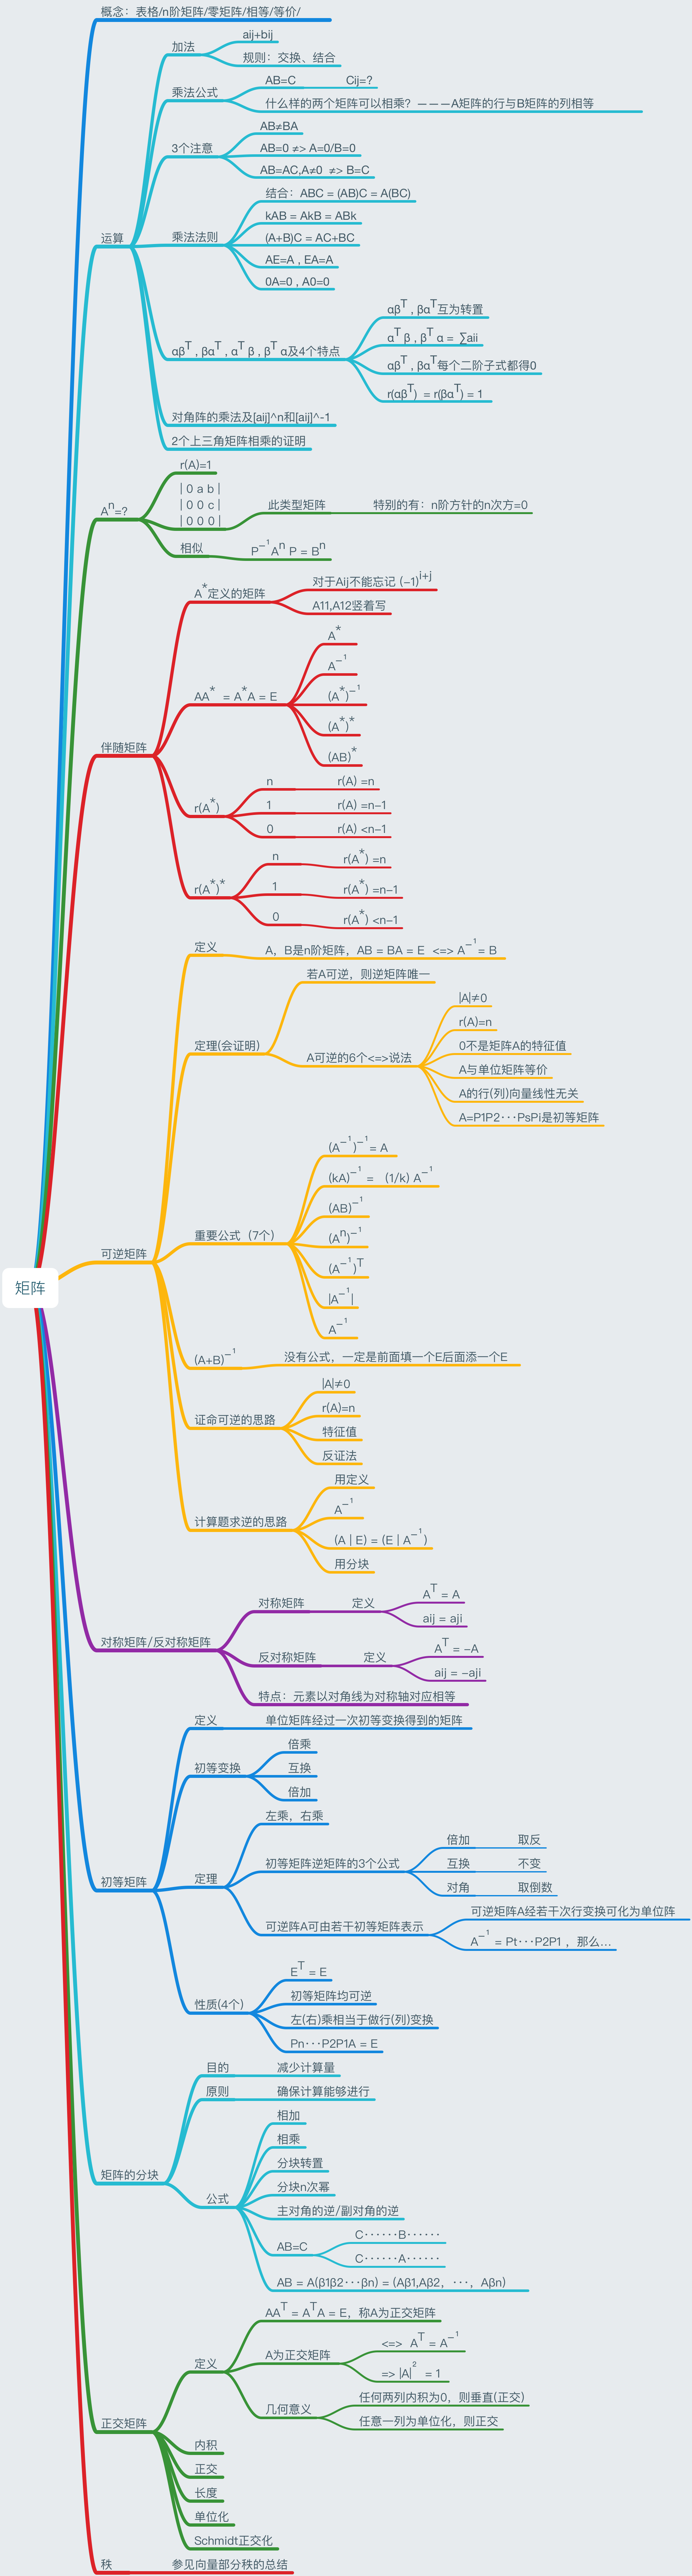 概念：表格/n阶矩阵/零矩阵/相等/等价/
加法
aij+bij
规则：交换、结合
乘法公式
AB=C
Cij=?
什么样的两个矩阵可以相乘？———A矩阵的行与B矩阵的列相等
3个注意
AB≠BA
AB=0 ≠> A=0/B=0
AB=AC,A≠0 ≠> B=C
运算
乘法法则
结合：ABC = (AB)C = A(BC)
kAB = AkB = ABk
(A+B)C = AC+BC
AE=A , EA=A
0A=0 , A0=0
αβ^T , βα^T , α^T β , β^T α及4个特点
αβ^T , βα^T互为转置
α^T β , β^T α = ∑aii
αβ^T , βα^T每个二阶子式都得0
r(αβ^T) = r(βα^T) = 1
对角阵的乘法及[aij]^n和[aij]^-1
2个上三角矩阵相乘的证明
A^n=?
r(A)=1
| 0 a b |
| 0 0 c |
| 0 0 0 |
此类型矩阵
特别的有：n阶方针的n次方=0
相似
P^-1 A^n P = B^n
伴随矩阵
A^*定义的矩阵
对于Aij不能忘记 (-1)^i+j
A11,A12竖着写
AA^* = A^*A = E
A^*
A^-1
(A^*)^-1
(A^*)^*
(AB)^*
r(A^*)
n
r(A) =n
1
r(A) =n-1
0
r(A) <n-1
r(A^*)^*
n
r(A^*) =n
1
r(A^*) =n-1
0
r(A^*) <n-1
可逆矩阵
定义
A，B是n阶矩阵，AB = BA = E <=> A^-1 = B
定理(会证明)
若A可逆，则逆矩阵唯一
A可逆的6个<=>说法
|A|≠0
r(A)=n
0不是矩阵A的特征值
A与单位矩阵等价
A的行(列)向量线性无关
A=P1P2···PsPi是初等矩阵
重要公式（7个）
(A^-1)^-1 = A
(kA)^-1 = (1/k) A^-1
(AB)^-1
(A^n)^-1
(A^-1)^T
|A^-1|
A^-1
(A+B)^-1
没有公式，一定是前面填一个E后面添一个E
证命可逆的思路
|A|≠0
r(A)=n
特征值
反证法
计算题求逆的思路
用定义
A^-1
(A | E) = (E | A^-1)
用分块
矩阵
对称矩阵/反对称矩阵
对称矩阵
定义
A^T = A
aij = aji
反对称矩阵
定义
A^T = -A
aij = -aji
特点：元素以对角线为对称轴对应相等
初等矩阵
定义
单位矩阵经过一次初等变换得到的矩阵
初等变换
倍乘
互换
倍加
定理
左乘，右乘
初等矩阵逆矩阵的3个公式
倍加
取反
互换
不变
对角
取倒数
可逆阵A可由若干初等矩阵表示
可逆矩阵A经若干次行变换可化为单位阵
A^-1 = Pt···P2P1 ，那么...
性质(4个)
E^T = E
初等矩阵均可逆
左(右)乘相当于做行(列)变换
Pn···P2P1A = E
矩阵的分块
目的
减少计算量
原则
确保计算能够进行
公式
相加
相乘
分块转置
分块n次幂
主对角的逆/副对角的逆
AB=C
C······B······
C······A······
AB = A(β1β2···βn) = (Aβ1,Aβ2，···，Aβn)
正交矩阵
定义
AA^T = A^TA = E，称A为正交矩阵
A为正交矩阵
<=> A^T = A^-1
=> |A|^2 = 1
几何意义
任何两列内积为0，则垂直(正交)
任意一列为单位化，则正交
内积
正交
长度
单位化
Schmidt正交化
秩
参见向量部分秩的总结